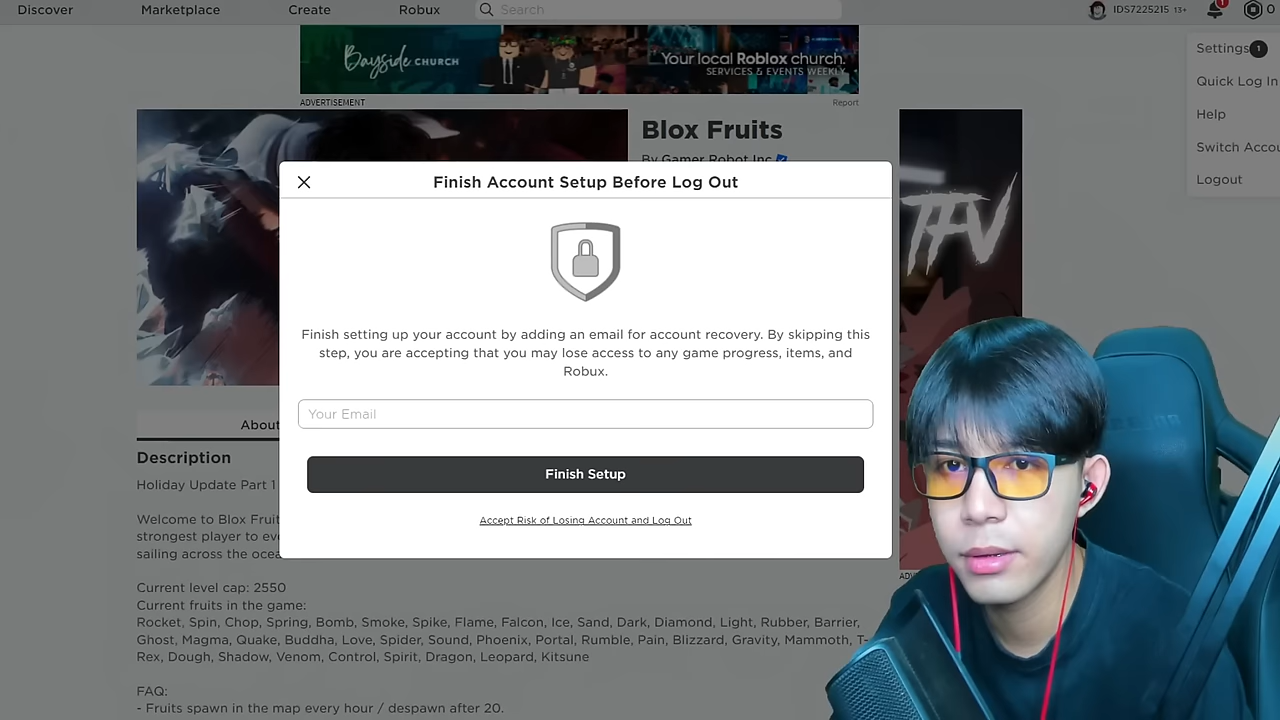 Discover
Marketplace
Create
Robux
Search
IDS7225215 13+
1
0
Settings 1
Quick Log In
Help
Switch
Logout
Bayside CHURCH
Your local Roblox church.
SERVICES & EVENTS WEEKLY
ADVERTISEMENT
Report
Blox Fruits
By Gamer Robot Inc
TFV
Finish Account Setup Before Log Out
Finish setting up your account by adding an email for account recovery. By skipping this
step, you are accepting that you may lose access to any game progress, items, and
Robux.
Your Email
Finish Setup
Accept Risk of Losing Account and Log Out
About
Description
Holiday Update Part 1
Welcome to Blox
strongest player to
sailing across the
Current level cap: 2550
Current fruits in the game:
Rocket, Spin, Chop, Spring, Bomb, Smoke, Spike, Flame, Falcon, Ice, Sand, Dark, Diamond, Light, Rubber, Barrier,
Ghost, Magma, Quake, Buddha, Love, Spider, Sound, Phoenix, Portal, Rumble, Pain, Blizzard, Gravity, Mammoth, T-
Rex, Dough, Shadow, Venom, Control, Spirit, Dragon, Leopard, Kitsune
FAQ:
- Fruits spawn in the map every hour / despawn after 20.